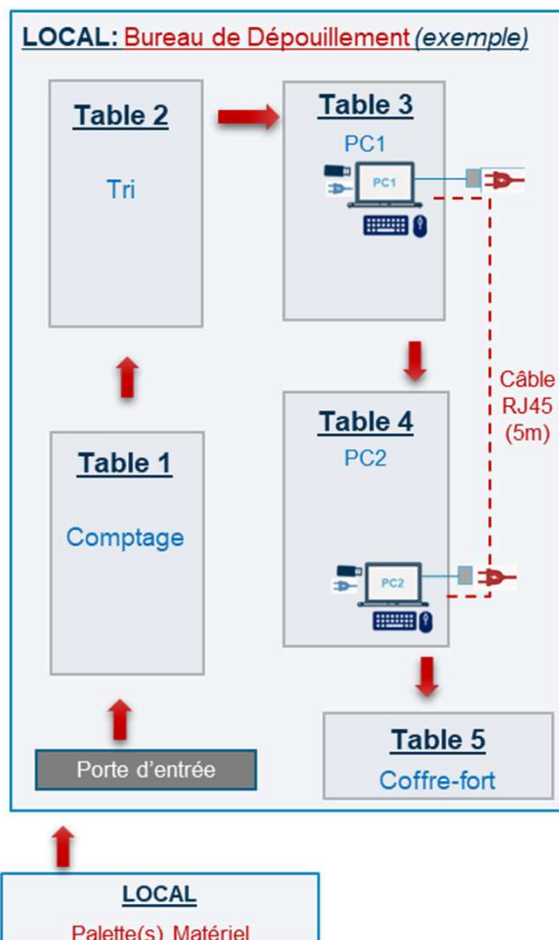 LOCAL: Bureau de Dépouillement (exemple)
Table 2
Tri
Table 3
PC1
PC1
Câble
RJ45
(5m)
Table 1
Comptage
Table 4
PC2
PC2
Porte d'entrée
Table 5
Coffre-fort
LOCAL
Palette(s) Matériel